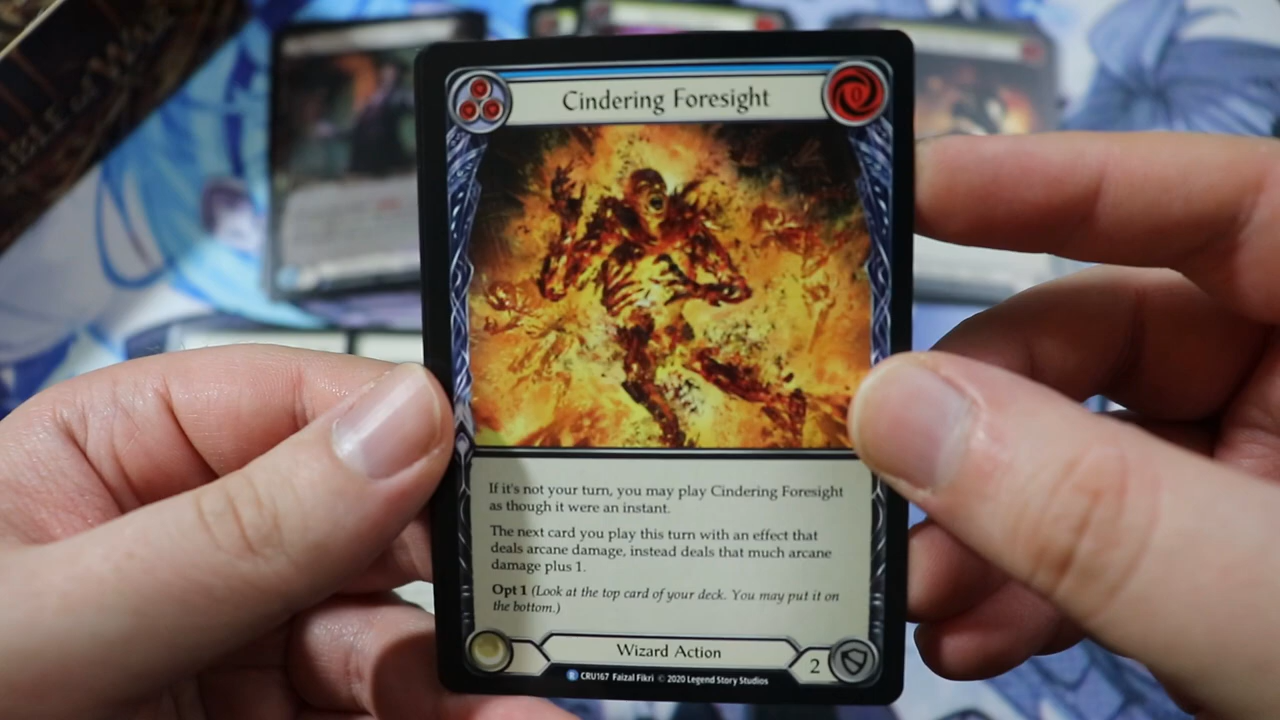 Cindering Foresight
0
If it's not your turn, you may play Cindering Foresight
as though it were an instant.
The next card you play this turn with an effect that
deals arcane damage, instead deals that much arcane
damage plus 1.
Opt 1 (Look at the top card of your deck. You may put it on
the bottom.)
Wizard Action
2
R CRU167 Faizal Fikri © 2020 Legend Story Studios